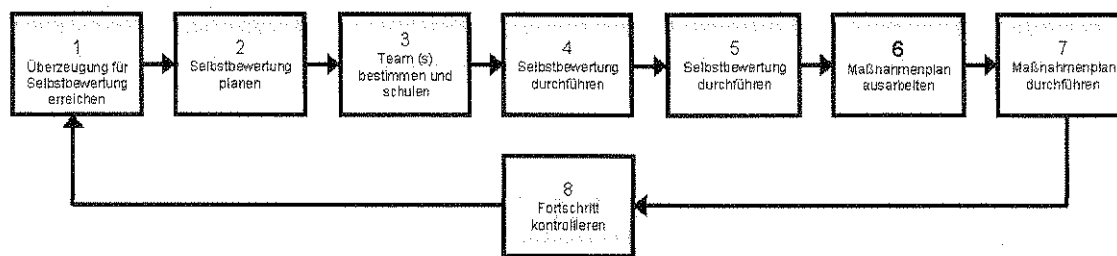 1
Überzeugung für
Selbstbewertung
erreichen
2
Selbstbewertung
planen
3
Team (s)
bestimmen und
schulen
4
Selbstbewertung
durchführen
5
Selbstbewertung
durchführen
6
Maßnahmenplan
ausarbeiten
7
Maßnahmenplan
durchführen
8
Fortschritt
kontrollieren